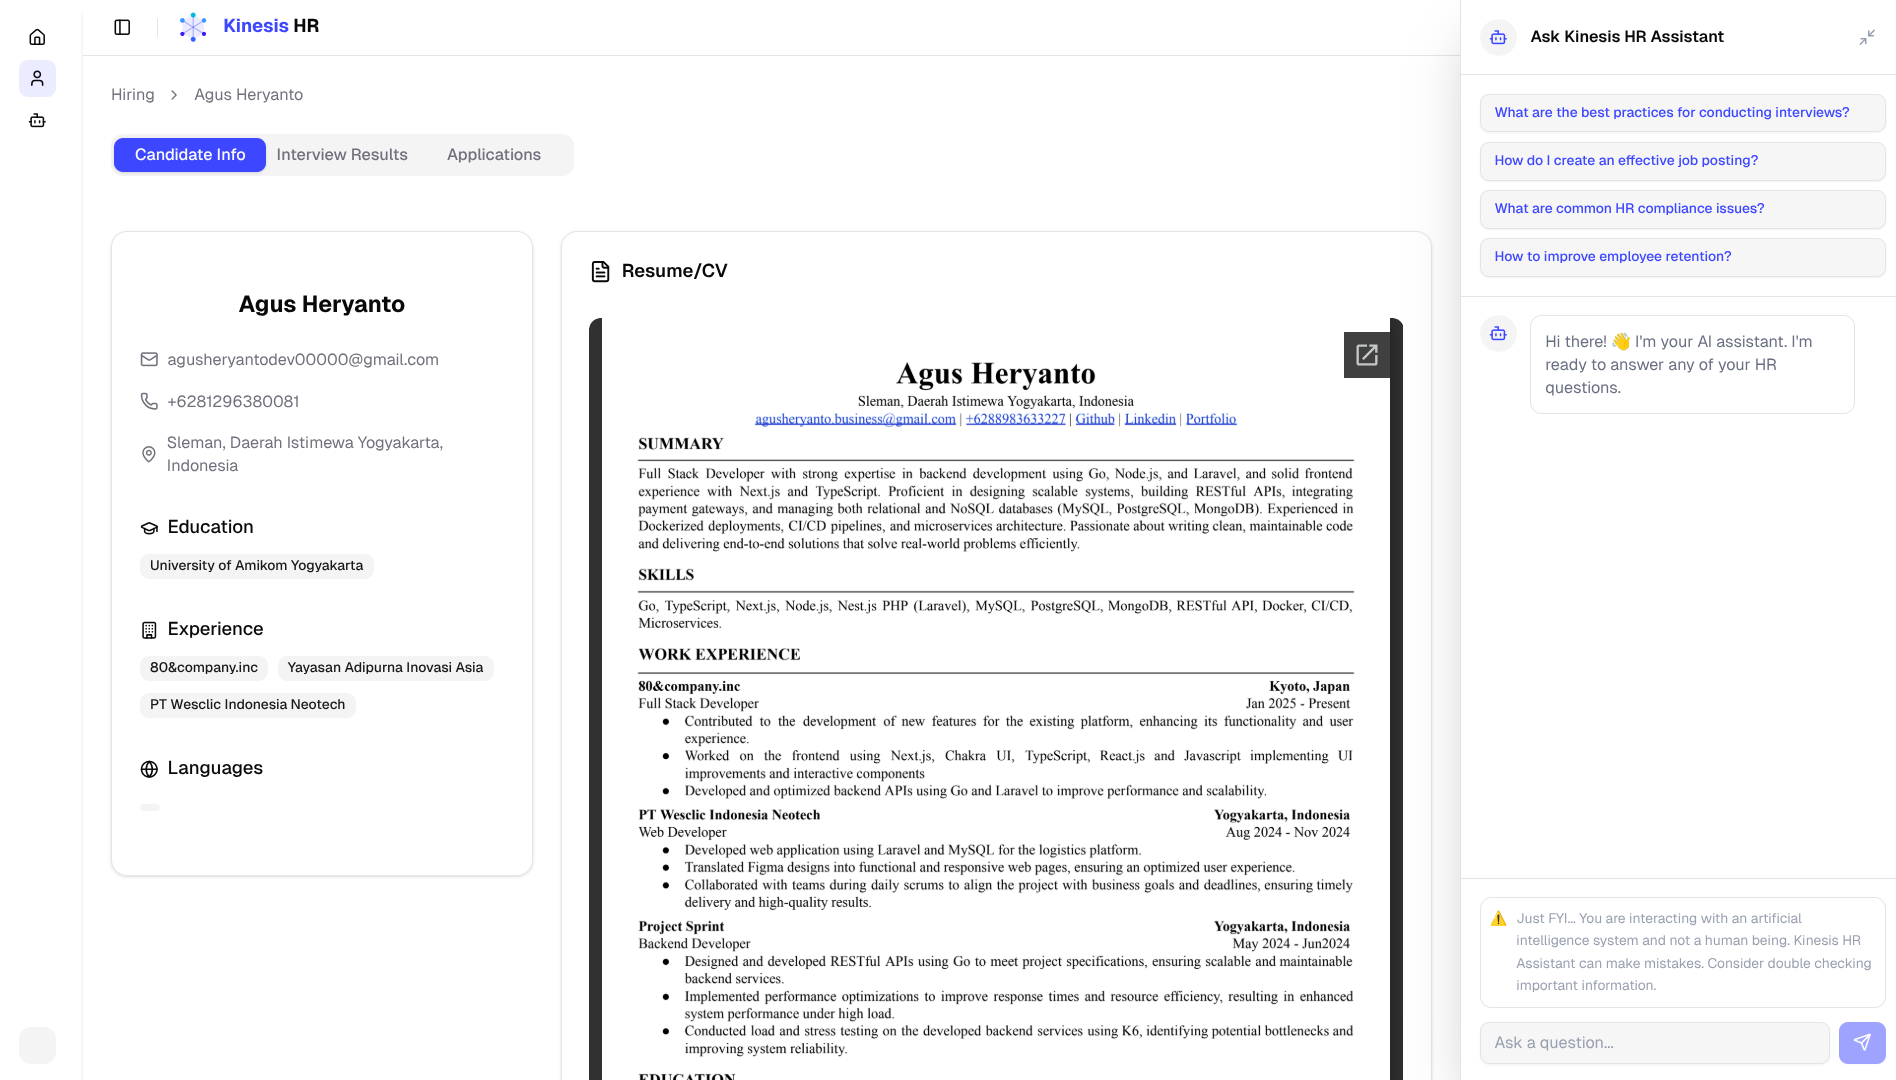 Kinesis HR
Hiring
Agus Heryanto
Candidate Info
Interview Results
Applications
Agus Heryanto
agusheryantodev00000@gmail.com
+6281296380081
Sleman, Daerah Istimewa Yogyakarta,
Indonesia
Education
University of Amikom Yogyakarta
Experience
80&company.inc
Yayasan Adipurna Inovasi Asia
PT Wesclic Indonesia Neotech
Languages
Resume/CV
Agus Heryanto
Sleman, Daerah Istimewa Yogyakarta, Indonesia
agusheryanto.business@gmail.com | +6288983633227 | Github | Linkedin | Portfolio
SUMMARY
Full Stack Developer with strong expertise in backend development using Go, Node.js, and Laravel, and solid frontend
experience with Next.js and TypeScript. Proficient in designing scalable systems, building RESTful APIs, integrating
payment gateways, and managing both relational and NoSQL databases (MySQL, PostgreSQL, MongoDB). Experienced in
Dockerized deployments, CI/CD pipelines, and microservices architecture. Passionate about writing clean, maintainable code
and delivering end-to-end solutions that solve real-world problems efficiently.
SKILLS
Go, TypeScript, Next.js, Node.js, Nest.js PHP (Laravel), MySQL, PostgreSQL, MongoDB, RESTful API, Docker, CI/CD,
Microservices.
WORK EXPERIENCE
80&company.inc Kyoto, Japan
Full Stack Developer Jan 2025 - Present
● Contributed to the development of new features for the existing platform, enhancing its functionality and user
experience.
● Worked on the frontend using Next.js, Chakra UI, TypeScript, React.js and Javascript implementing UI
improvements and interactive components
● Developed and optimized backend APIs using Go and Laravel to improve performance and scalability.
PT Wesclic Indonesia Neotech Yogyakarta, Indonesia
Web Developer Aug 2024 - Nov 2024
● Developed web application using Laravel and MySQL for the logistics platform.
● Translated Figma designs into functional and responsive web pages, ensuring an optimized user experience.
● Collaborated with teams during daily scrums to align the project with business goals and deadlines, ensuring timely
delivery and high-quality results.
Project Sprint Yogyakarta, Indonesia
Backend Developer May 2024 - Jun2024
● Designed and developed RESTful APIs using Go to meet project specifications, ensuring scalable and maintainable
backend services.
● Implemented performance optimizations to improve response times and resource efficiency, resulting in enhanced
system performance under high load.
● Conducted load and stress testing on the developed backend services using K6, identifying potential bottlenecks and
improving system reliability.
EDUCATION
Ask Kinesis HR Assistant
What are the best practices for conducting interviews?
How do I create an effective job posting?
What are common HR compliance issues?
How to improve employee retention?
Hi there! 👋 I'm your AI assistant. I'm
ready to answer any of your HR
questions.
⚠️ Just FYI... You are interacting with an artificial
intelligence system and not a human being. Kinesis HR
Assistant can make mistakes. Consider double checking
important information.
Ask a question...